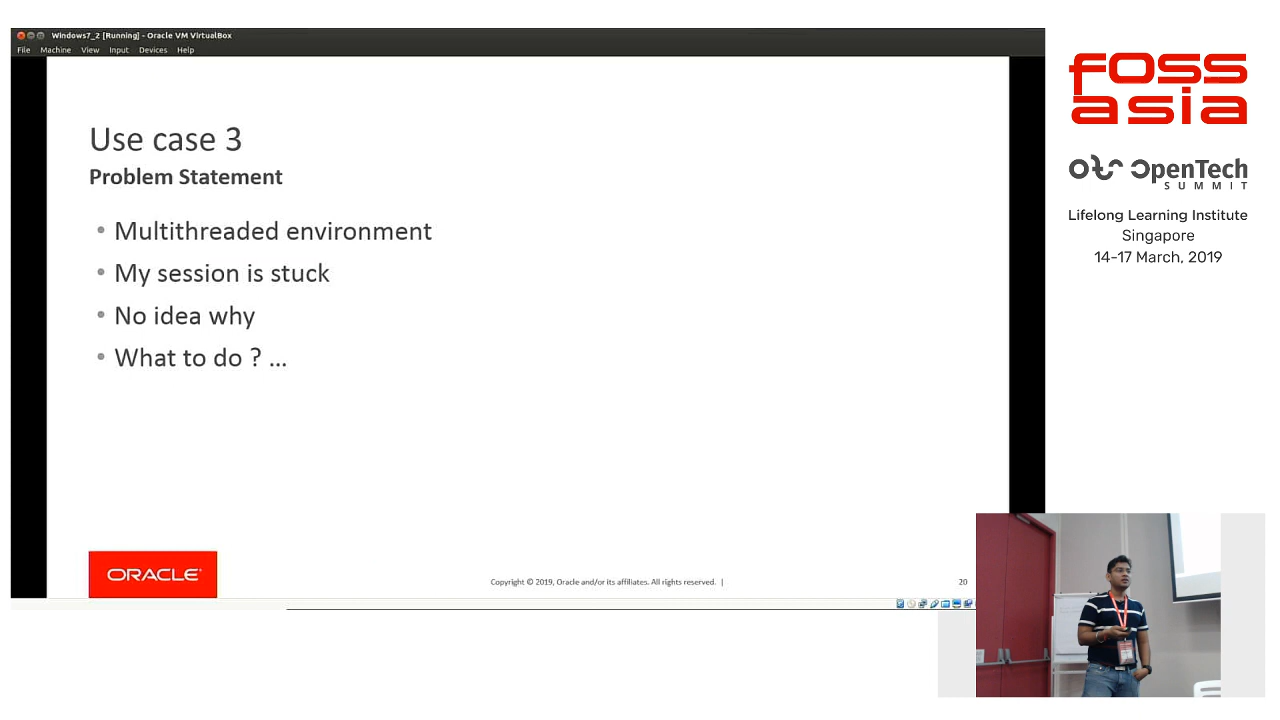 Windows7_2 [Running] - Oracle VM VirtualBox
File Machine View Input Devices Help
Use case 3
Problem Statement
• Multithreaded environment
• My session is stuck
• No idea why
• What to do ? ...
ORACLE
Copyright © 2019, Oracle and/or its affiliates. All rights reserved. |
20
FOSS
asia
OpenTech
SUMMIT
Lifelong Learning Institute
Singapore
14-17 March, 2019